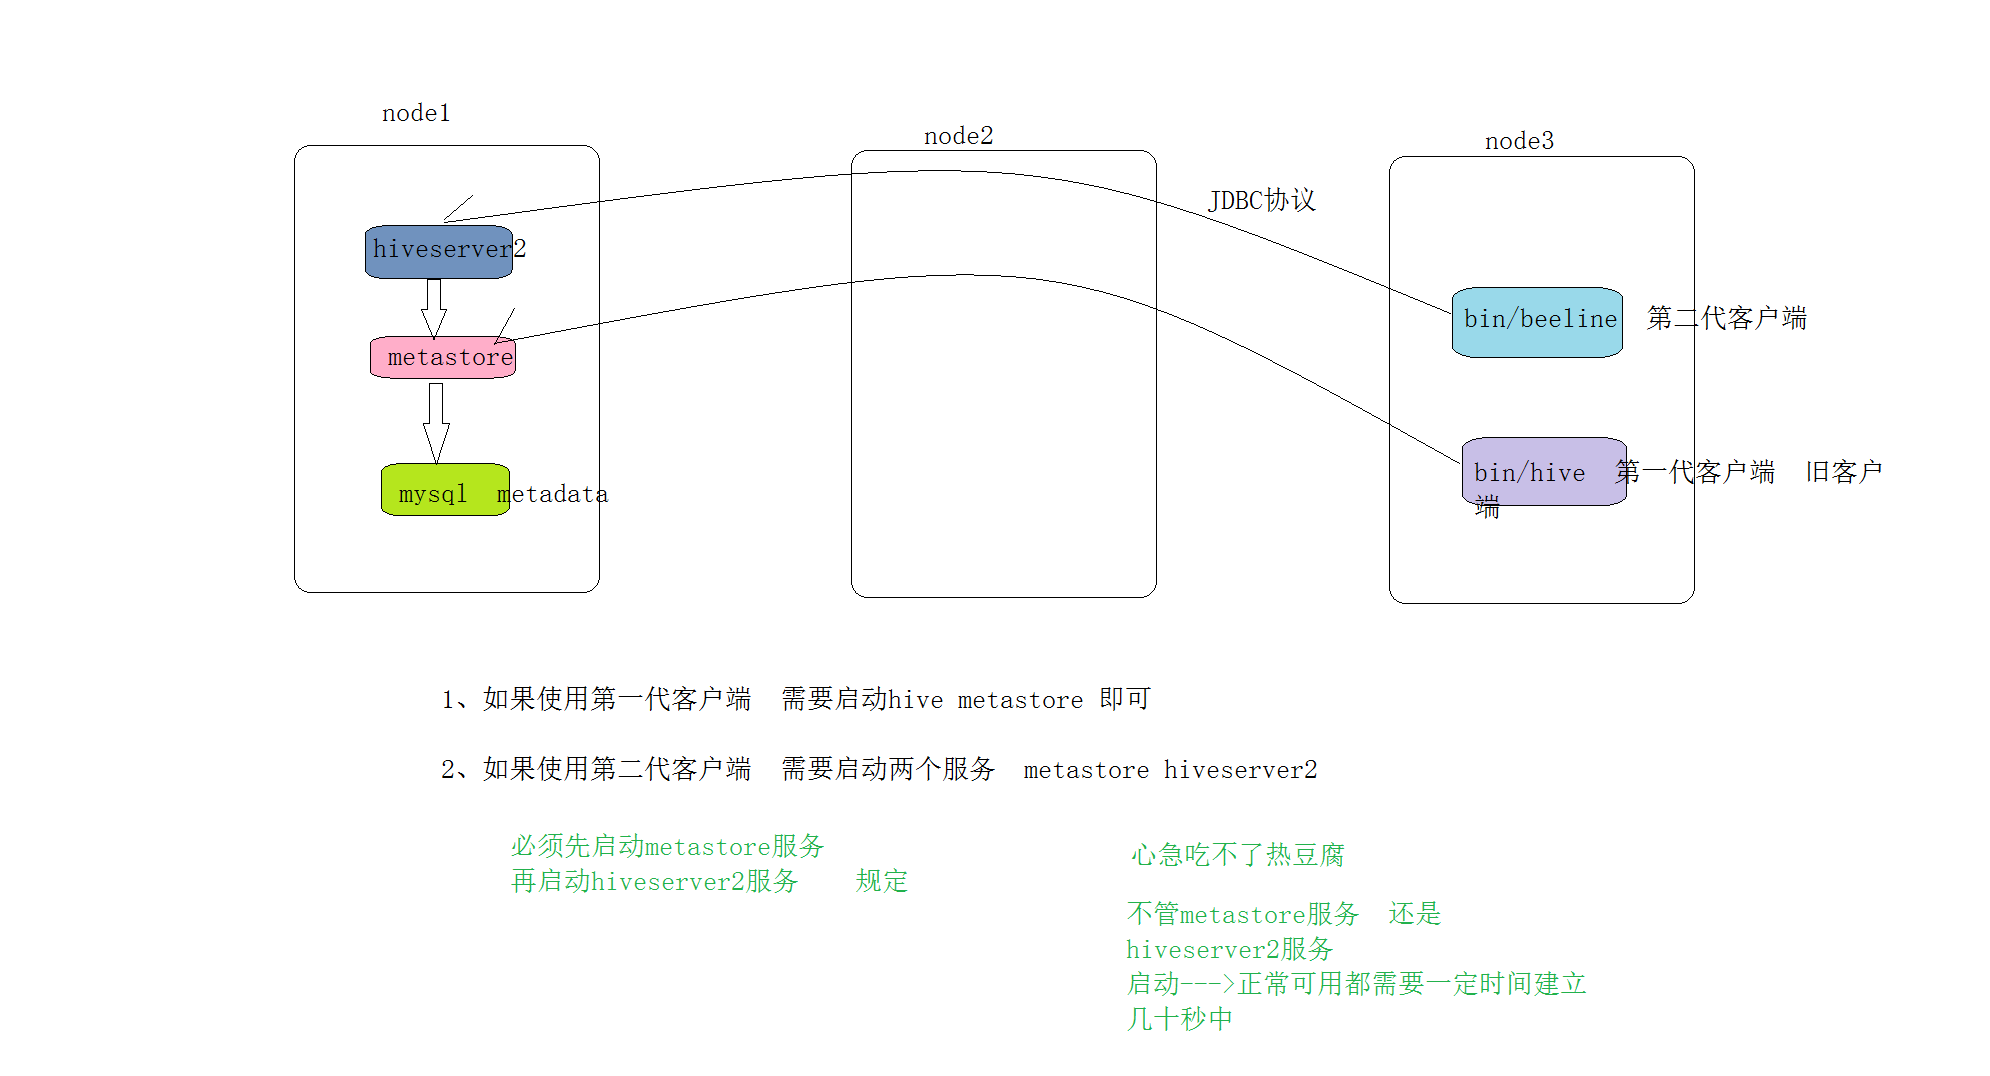 node1
node2
node3
JDBC协议
hiveserver2
metastore
mysql  metadata
bin/beeline  第二代客户端
bin/hive  第一代客户端  旧客户
端
1、如果使用第一代客户端  需要启动hive metastore 即可
2、如果使用第二代客户端  需要启动两个服务  metastore hiveserver2
必须先启动metastore服务
再启动hiveserver2服务    规定
心急吃不了热豆腐
不管metastore服务  还是
hiveserver2服务
启动--->正常可用都需要一定时间建立
几十秒中